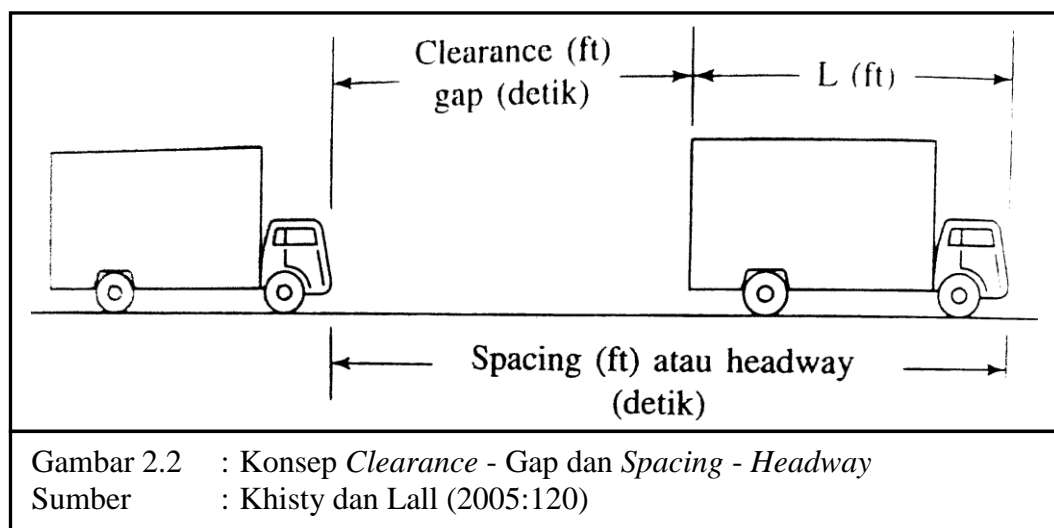 Clearance (ft)
gap (detik)
L (ft)
Spacing (ft) atau headway
(detik)
Gambar 2.2 : Konsep Clearance - Gap dan Spacing - Headway
Sumber : Khisty dan Lall (2005:120)